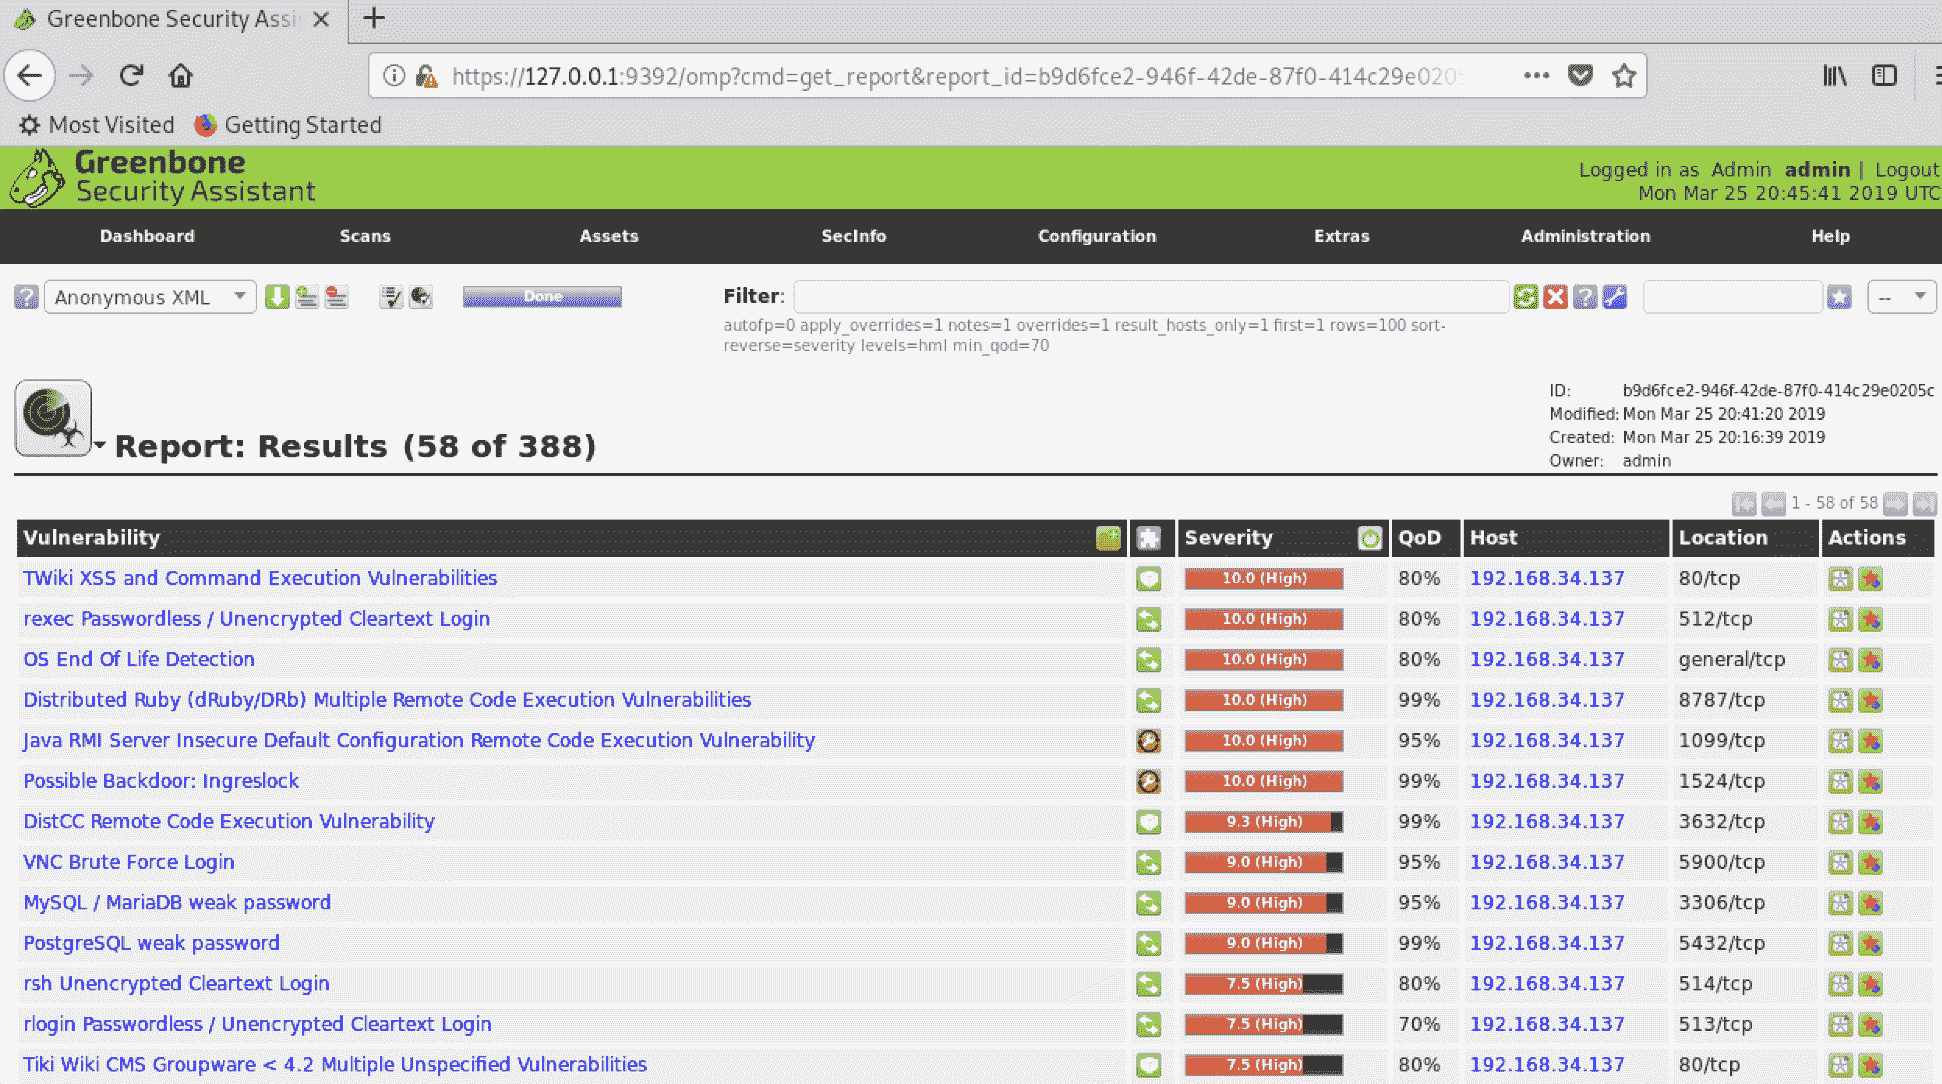 Greenbone Security Assi
https://127.0.0.1:9392/omp?cmd=get_report&report_id=b9d6fce2-946f-42de-87f0-414c29e0205
Most Visited Getting Started
Greenbone
Security Assistant
Logged in as Admin admin | Logout
Mon Mar 25 20:45:41 2019 UTC
Dashboard Scans Assets SecInfo Configuration Extras Administration Help
Anonymous XML Done Filter: --
autofp=0 apply_overrides=1 notes=1 overrides=1 result_hosts_only=1 first=1 rows=100 sort-
reverse=severity levels=hml min_qod=70
ID: b9d6fce2-946f-42de-87f0-414c29e0205c
Modified: Mon Mar 25 20:41:20 2019
Created: Mon Mar 25 20:16:39 2019
Owner: admin
Report: Results (58 of 388)
1 - 58 of 58
Vulnerability Severity QoD Host Location Actions
TWiki XSS and Command Execution Vulnerabilities 10.0 (High) 80% 192.168.34.137 80/tcp
rexec Passwordless / Unencrypted Cleartext Login 10.0 (High) 80% 192.168.34.137 512/tcp
OS End Of Life Detection 10.0 (High) 80% 192.168.34.137 general/tcp
Distributed Ruby (dRuby/DRb) Multiple Remote Code Execution Vulnerabilities 10.0 (High) 99% 192.168.34.137 8787/tcp
Java RMI Server Insecure Default Configuration Remote Code Execution Vulnerability 10.0 (High) 95% 192.168.34.137 1099/tcp
Possible Backdoor: Ingreslock 10.0 (High) 99% 192.168.34.137 1524/tcp
DistCC Remote Code Execution Vulnerability 9.3 (High) 99% 192.168.34.137 3632/tcp
VNC Brute Force Login 9.0 (High) 95% 192.168.34.137 5900/tcp
MySQL / MariaDB weak password 9.0 (High) 95% 192.168.34.137 3306/tcp
PostgreSQL weak password 9.0 (High) 99% 192.168.34.137 5432/tcp
rsh Unencrypted Cleartext Login 7.5 (High) 80% 192.168.34.137 514/tcp
rlogin Passwordless / Unencrypted Cleartext Login 7.5 (High) 70% 192.168.34.137 513/tcp
Tiki Wiki CMS Groupware < 4.2 Multiple Unspecified Vulnerabilities 7.5 (High) 80% 192.168.34.137 80/tcp